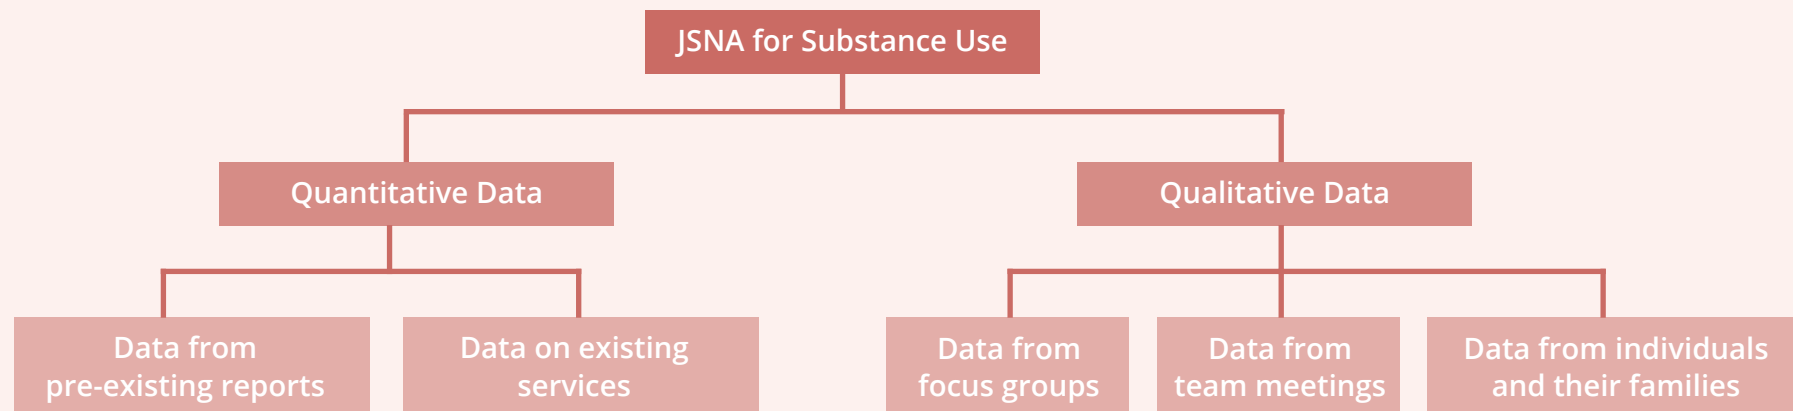 JSNA for Substance Use
Quantitative Data
Qualitative Data
Data from
pre-existing reports
Data on existing
services
Data from
focus groups
Data from
team meetings
Data from individuals
and their families